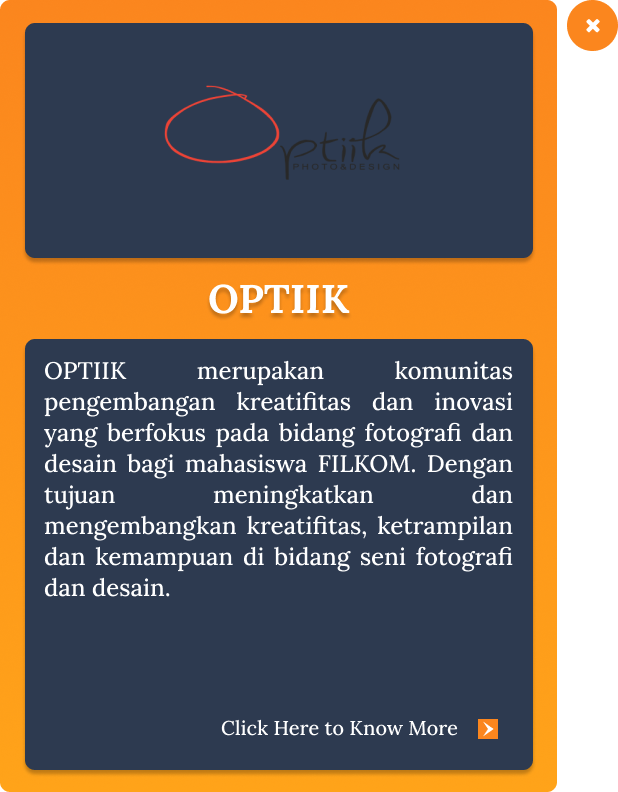 Optiik
PHOTO&DESIGN
OPTIIK
OPTIIK merupakan komunitas
pengembangan kreatifitas dan inovasi
yang berfokus pada bidang fotografi dan
desain bagi mahasiswa FILKOM. Dengan
tujuan meningkatkan dan
mengembangkan kreatifitas, ketrampilan
dan kemampuan di bidang seni fotografi
dan desain.
Click Here to Know More